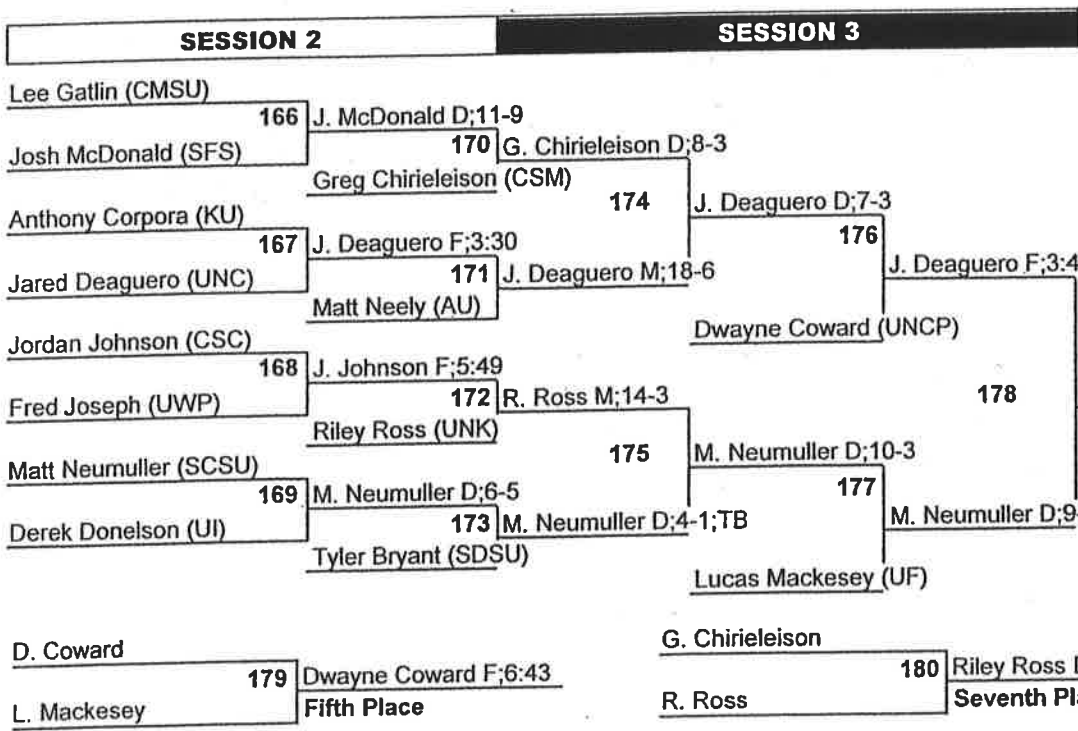 SESSION 2
SESSION 3
Lee Gatlin (CMSU)
166
J. McDonald D;11-9
Josh McDonald (SFS)
170
G. Chirieleison D;8-3
Greg Chirieleison (CSM)
174
J. Deaguero D;7-3
Anthony Corpora (KU)
167
J. Deaguero F;3:30
176
Jared Deaguero (UNC)
171
J. Deaguero M;18-6
J. Deaguero F;3:4
Matt Neely (AU)
Dwayne Coward (UNCP)
Jordan Johnson (CSC)
168
J. Johnson F;5:49
178
Fred Joseph (UWP)
172
R. Ross M;14-3
Riley Ross (UNK)
175
M. Neumuller D;10-3
Matt Neumuller (SCSU)
169
M. Neumuller D;6-5
177
Derek Donelson (UI)
173
M. Neumuller D;4-1;TB
M. Neumuller D;9-
Tyler Bryant (SDSU)
Lucas Mackesey (UF)
D. Coward
179
Dwayne Coward F;6:43
L. Mackesey
Fifth Place
G. Chirieleison
180
Riley Ross
R. Ross
Seventh Pla